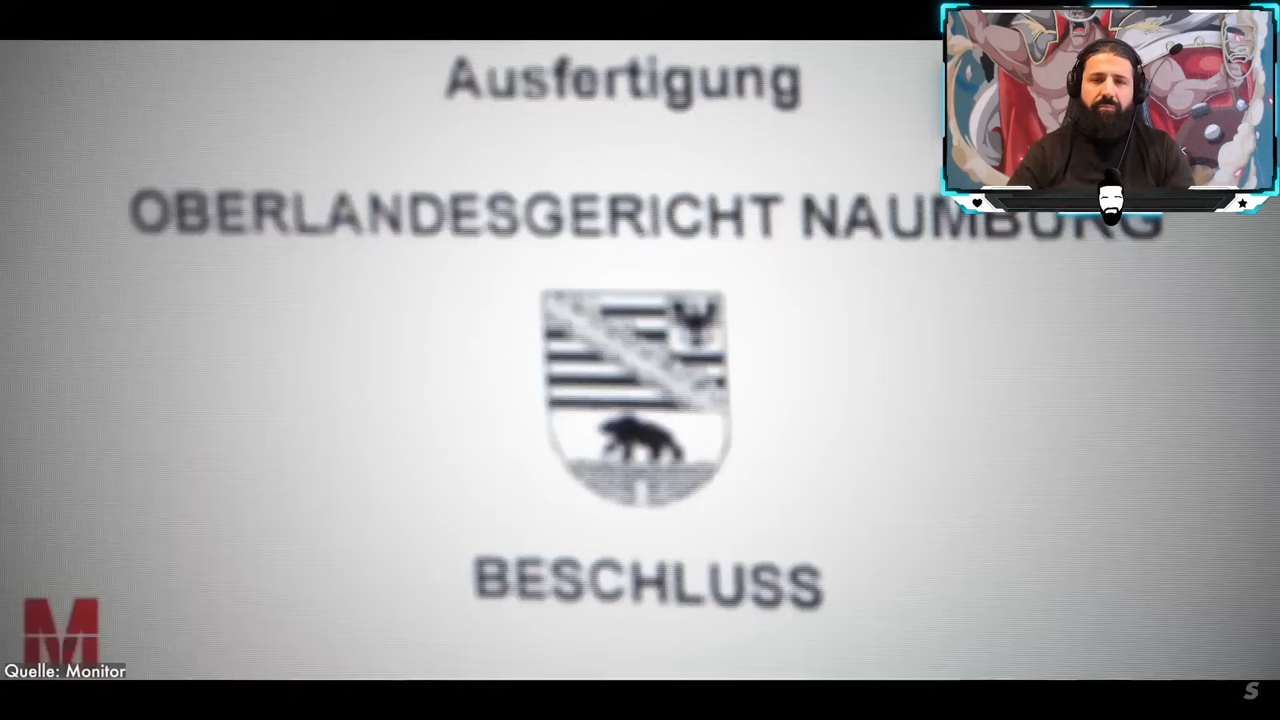 Ausfertigung
OBERLANDESGERICHT NAUMBURG
BESCHLUSS
M
Quelle: Monitor
S